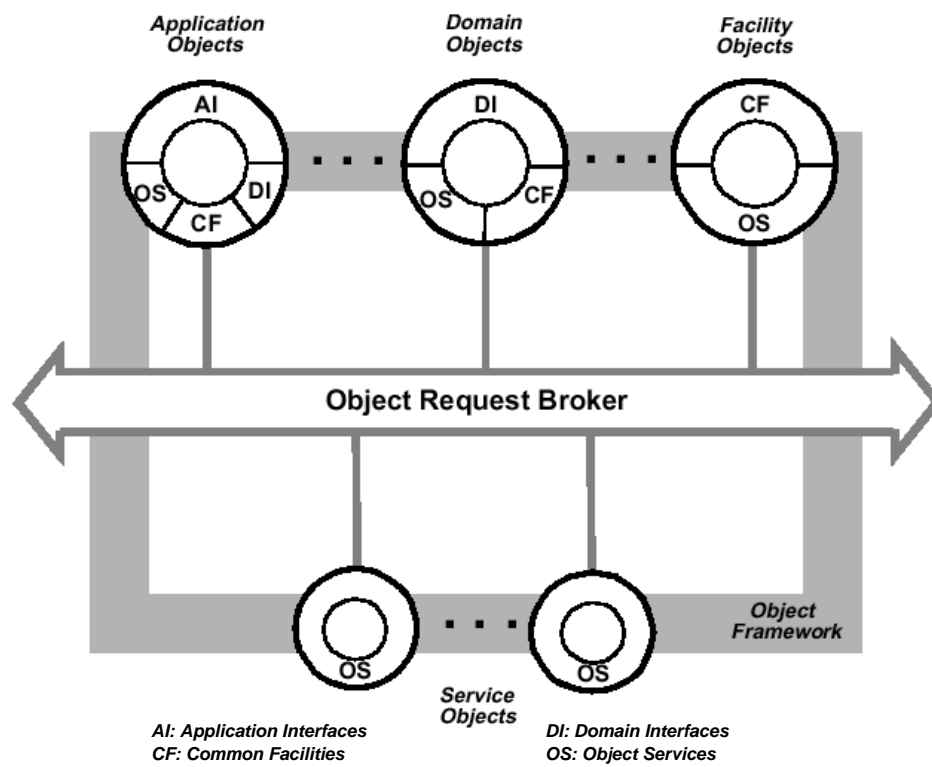 Application
Objects
Domain
Objects
Facility
Objects
AI
OS
CF
DI
DI
OS
CF
CF
OS
Object Request Broker
OS
OS
Object
Framework
Service
Objects
AI: Application Interfaces
DI: Domain Interfaces
CF: Common Facilities
OS: Object Services